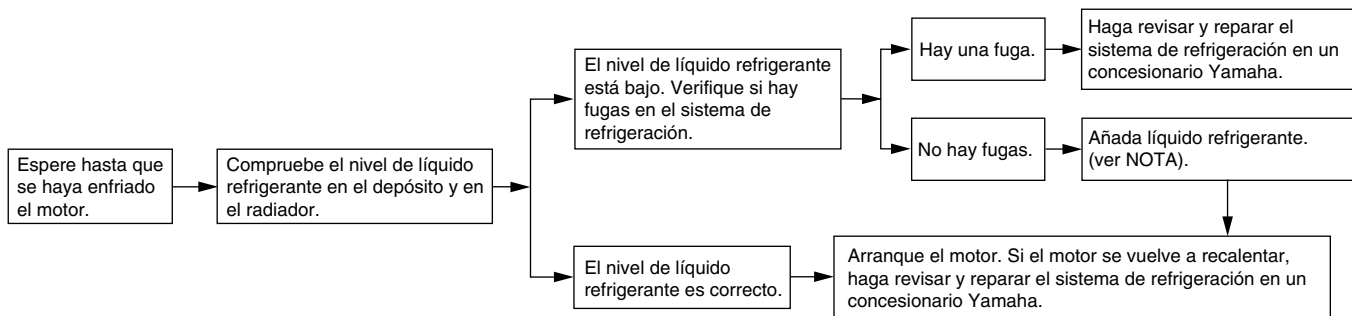 Espere hasta que
se haya enfriado
el motor.
Compruebe el nivel de líquido
refrigerante en el depósito y en
el radiador.
El nivel de líquido refrigerante
está bajo. Verifique si hay
fugas en el sistema de
refrigeración.
Hay una fuga.
Haga revisar y reparar el
sistema de refrigeración en un
concesionario Yamaha.
No hay fugas.
Añada líquido refrigerante.
(ver NOTA).
El nivel de líquido
refrigerante es correcto.
Arranque el motor. Si el motor se vuelve a recalentar,
haga revisar y reparar el sistema de refrigeración en un
concesionario Yamaha.